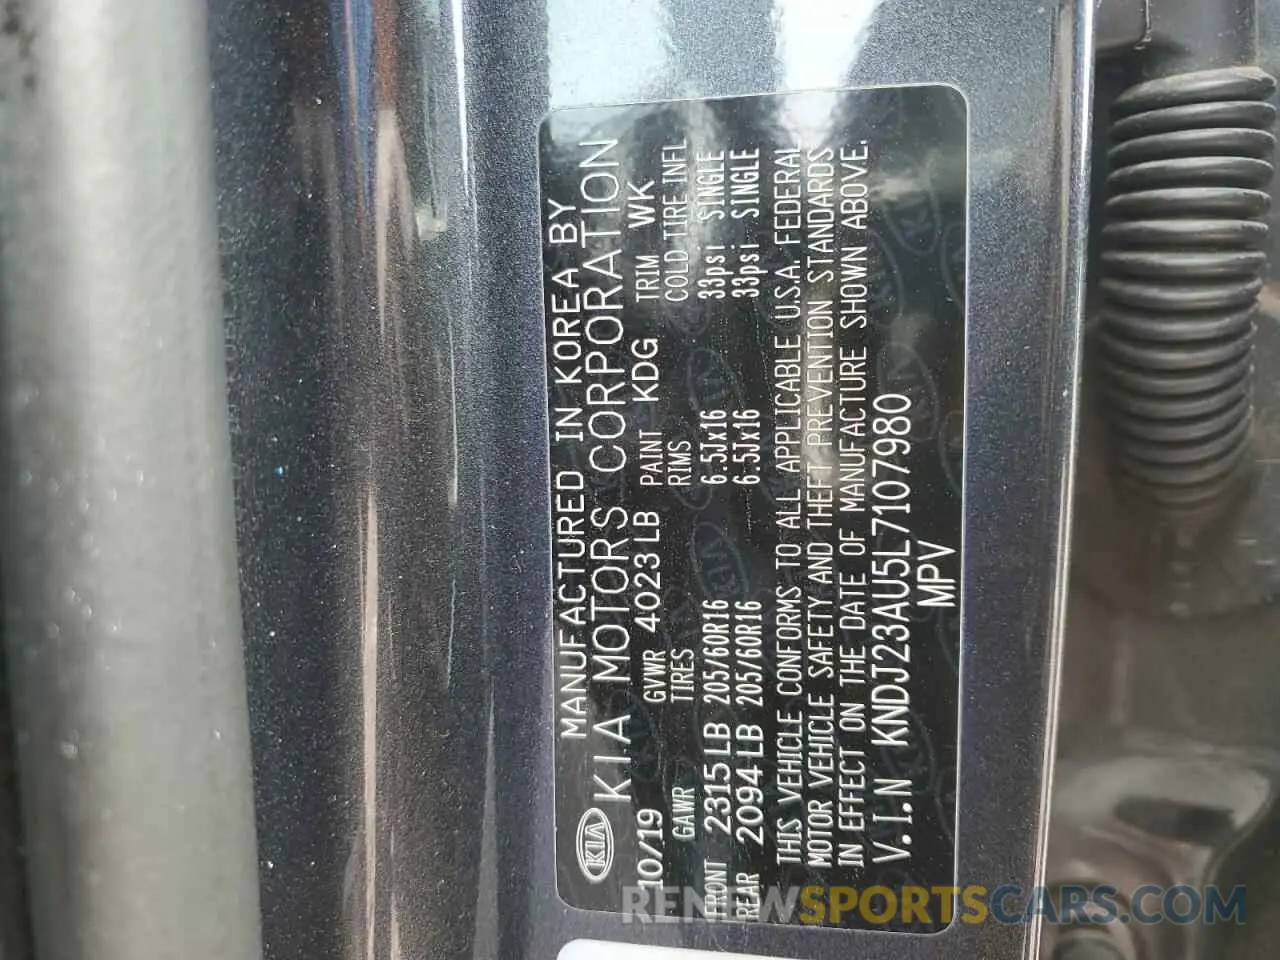 MANUFACTURED IN KOREA BY
KIA KIA MOTORS CORPORATION
10/19 GVWR 4023 LB PAINT KDG TRIM WK
GAWR TIRES RIMS COLD TIRE INFL
FRONT 2315 LB 205/60R16 6.5Jx16 33psi SINGLE
REAR 2094 LB 205/60R16 6.5Jx16 33psi SINGLE
THIS VEHICLE CONFORMS TO ALL APPLICABLE U.S.A. FEDERAL
MOTOR VEHICLE SAFETY AND THEFT PREVENTION STANDARDS
IN EFFECT ON THE DATE OF MANUFACTURE SHOWN ABOVE.
V.I.N KNDJ23AU5L7107980
MPV
RENEWSPORTSCARS.COM